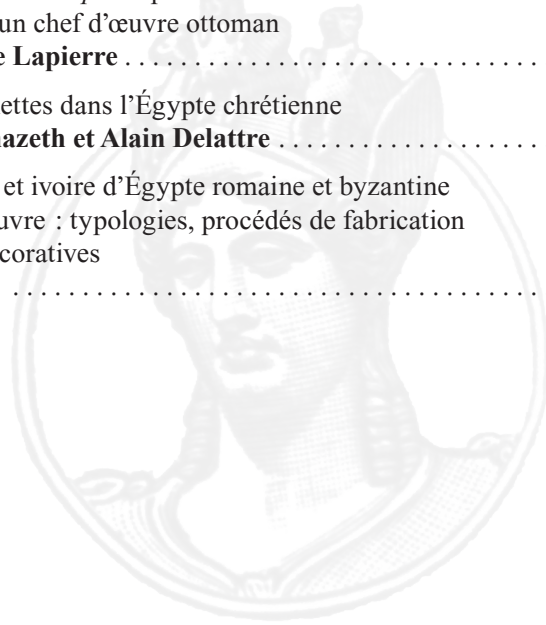 un chef d’œuvre ottoman
e Lapierre . . . . . . . . . . . . . . . . . . . . . . . . . . . . . .
ettes dans l’Égypte chrétienne
nazeth et Alain Delattre . . . . . . . . . . . . . . . . . . .
et ivoire d’Égypte romaine et byzantine
uvre : typologies, procédés de fabrication
coratives
. . . . . . . . . . . . . . . . . . . . . . . . . . . . . . . . . . . . . .